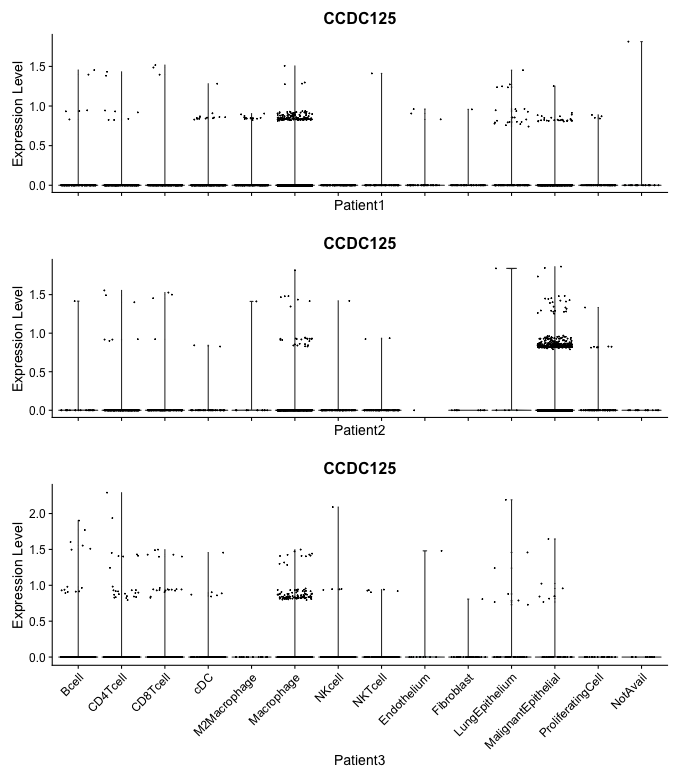 CCDC125
Expression Level
1.5
1.0
0.5
0.0
Patient1
CCDC125
Expression Level
1.5
1.0
0.5
0.0
Patient2
CCDC125
Expression Level
2.0
1.5
1.0
0.5
0.0
Bcell
CD4Tcell
CD8Tcell
cDC
M2Macrophage
Macrophage
NKcell
NKTcell
Endothelium
Fibroblast
LungEpithelium
MalignantEpithelial
ProliferatingCell
NotAvail
Patient3